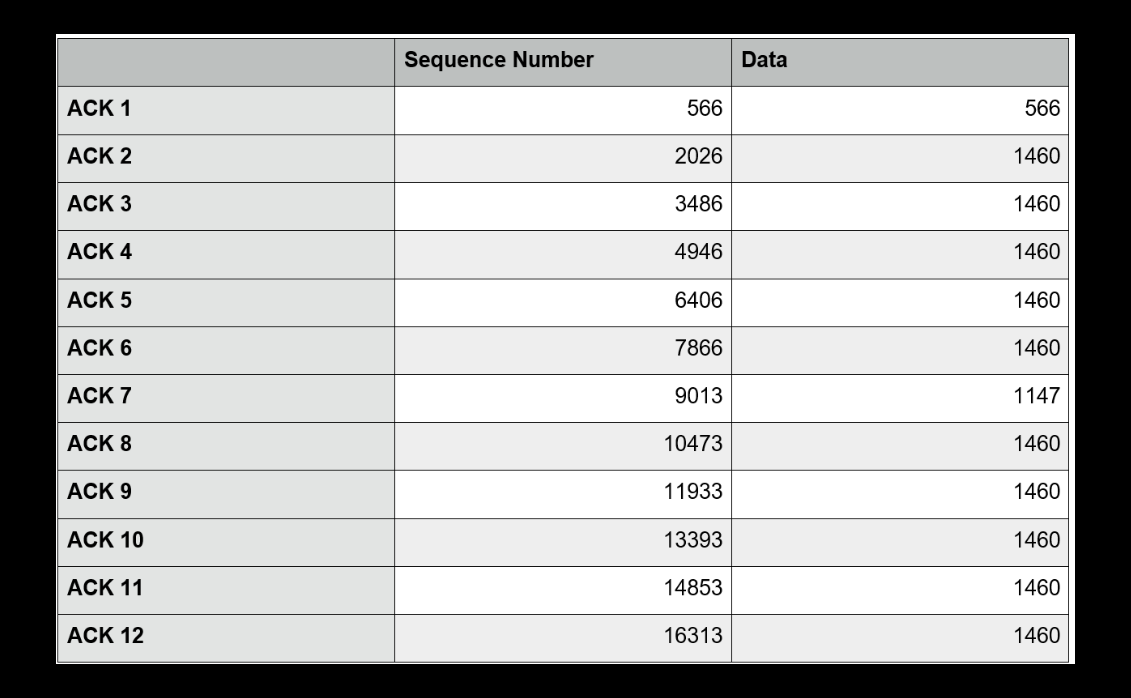 Sequence Number Data
ACK 1 566 566
ACK 2 2026 1460
ACK 3 3486 1460
ACK 4 4946 1460
ACK 5 6406 1460
ACK 6 7866 1460
ACK 7 9013 1147
ACK 8 10473 1460
ACK 9 11933 1460
ACK 10 13393 1460
ACK 11 14853 1460
ACK 12 16313 1460